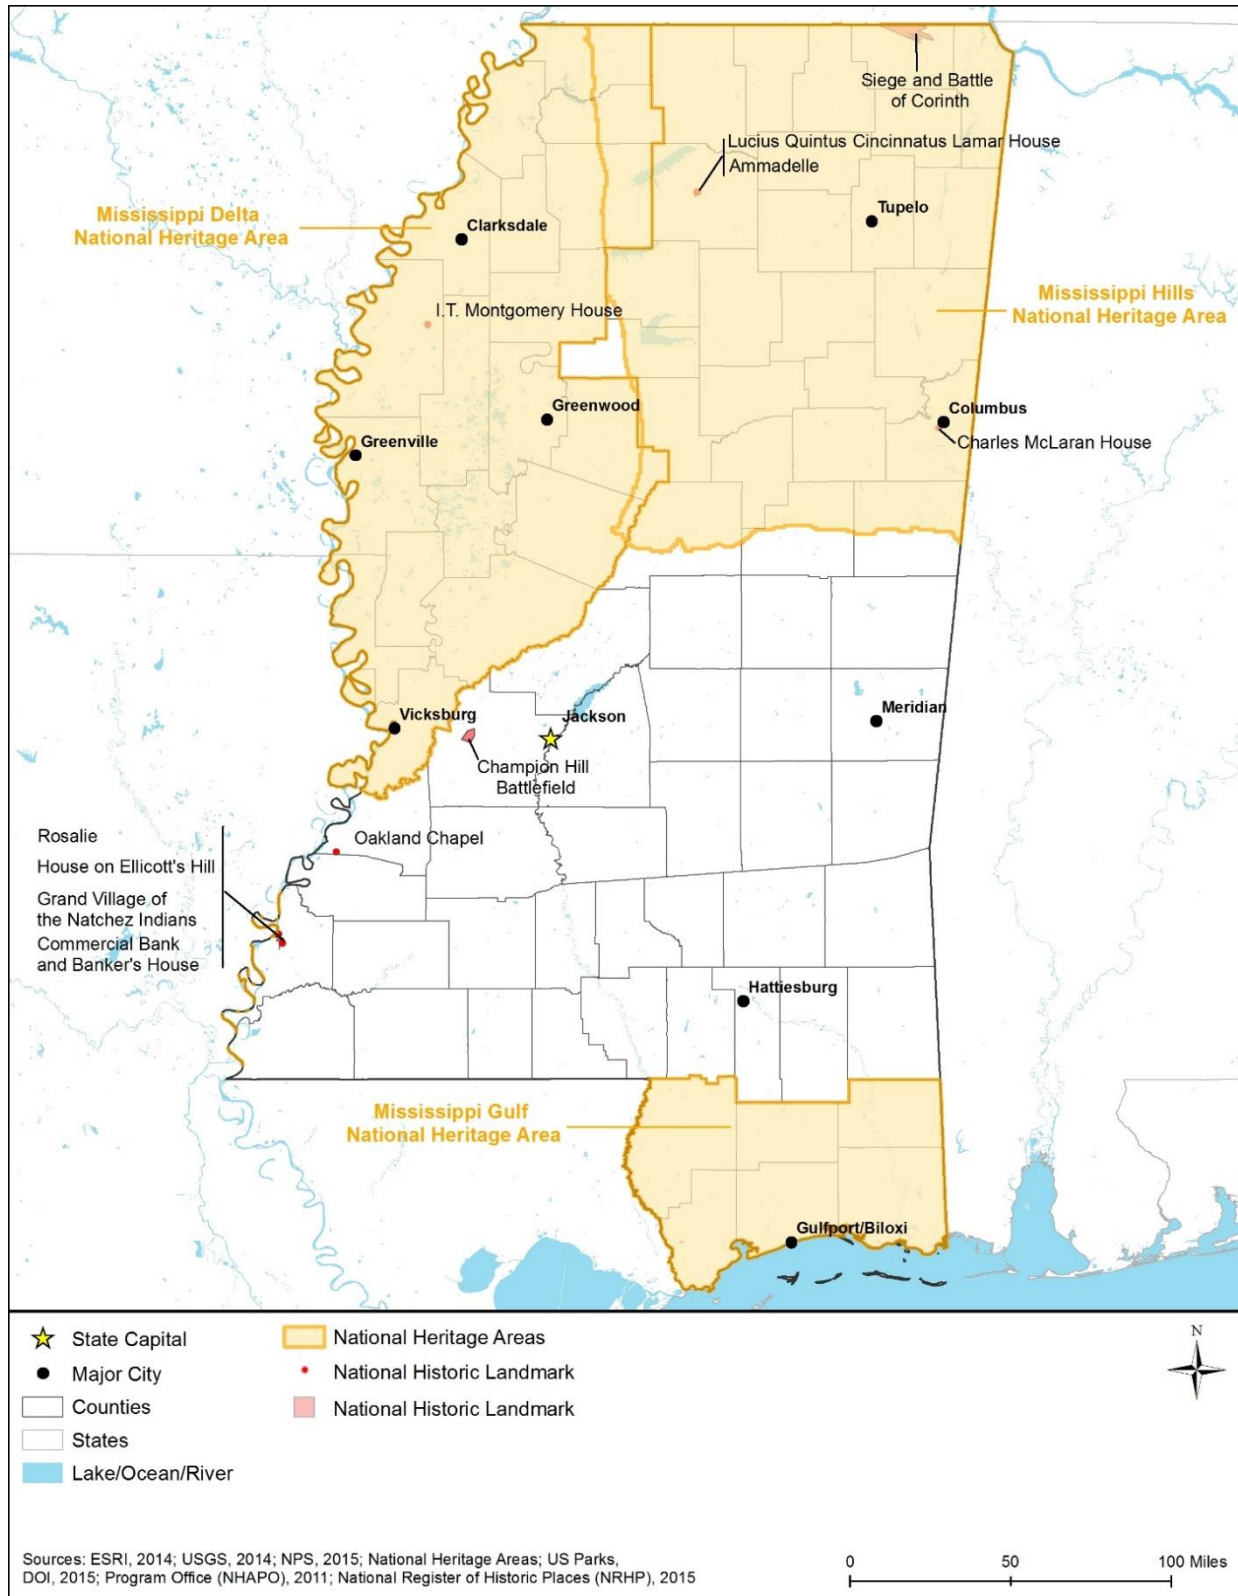 Siege and Battle
of Corinth
Lucius Quintus Cincinnatus Lamar House
Ammadelle
Tupelo
Mississippi Delta
National Heritage Area
Clarksdale
Mississippi Hills
National Heritage Area
I.T. Montgomery House
Greenwood
Columbus
Charles McLaran House
Greenville
Vicksburg
Jackson
Meridian
Champion Hill
Battlefield
Oakland Chapel
Rosalie
House on Ellicott's Hill
Grand Village of
the Natchez Indians
Commercial Bank
and Banker's House
Hattiesburg
Mississippi Gulf
National Heritage Area
Gulfport/Biloxi
State Capital
Major City
Counties
States
Lake/Ocean/River
National Heritage Areas
National Historic Landmark
National Historic Landmark
N
Sources: ESRI, 2014; USGS, 2014; NPS, 2015; National Heritage Areas; US Parks,
DOI, 2015; Program Office (NHAPO), 2011; National Register of Historic Places (NRHP), 2015
0 50 100 Miles